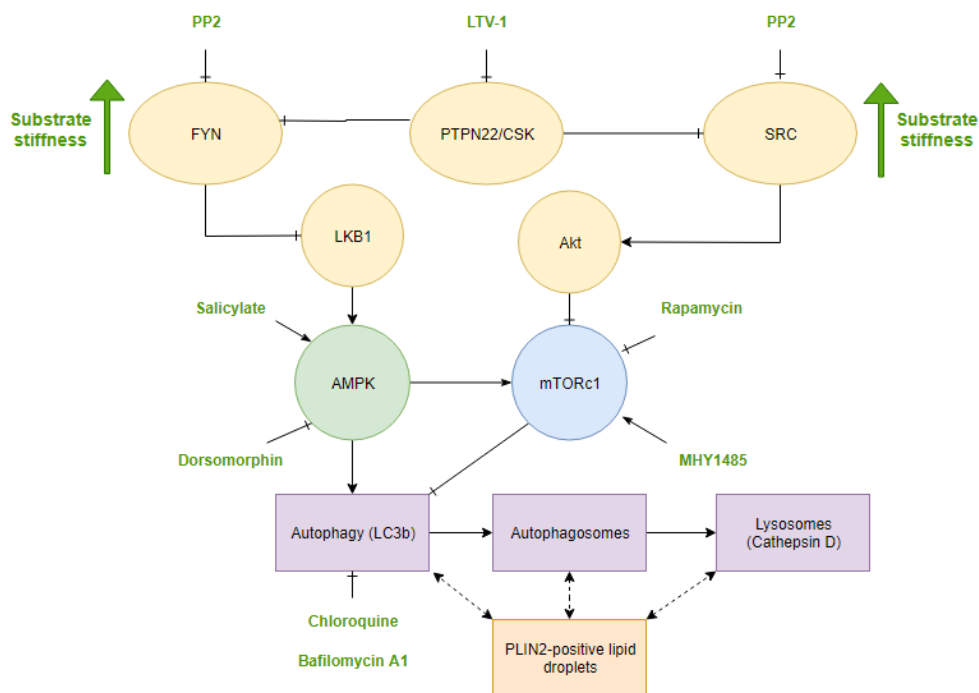 PP2
LTV-1
PP2
Substrate
stiffness
FYN
PTPN22/CSK
SRC
Substrate
stiffness
LKB1
Akt
Salicylate
Rapamycin
AMPK
mTORc1
Dorsomorphin
MHY1485
Autophagy (LC3b)
Autophagosomes
Lysosomes
(Cathepsin D)
Chloroquine
Bafilomycin A1
PLIN2-positive lipid
droplets